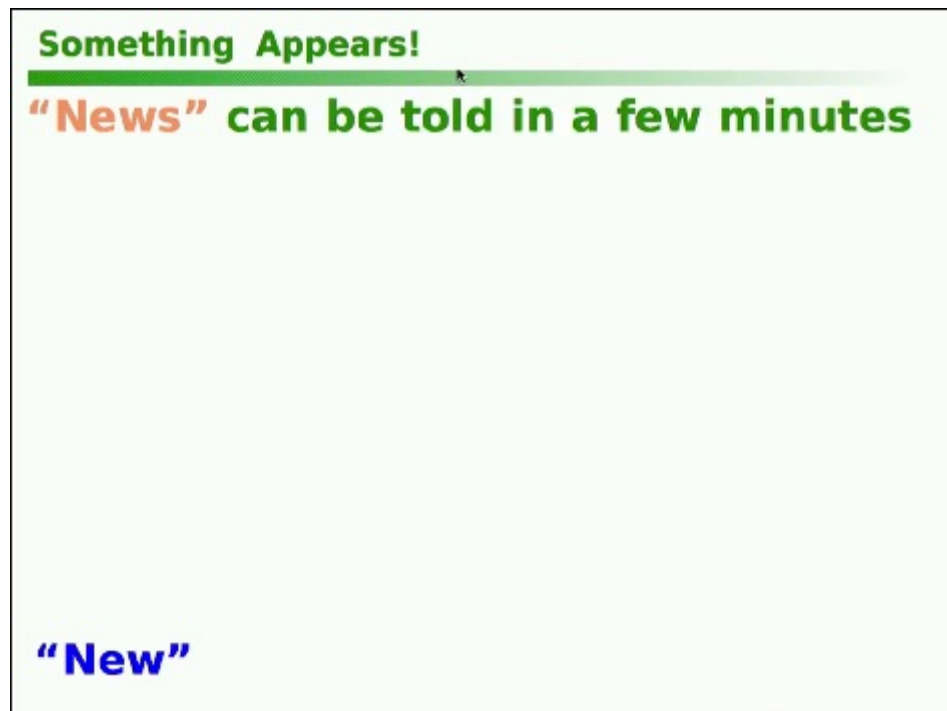 Something Appears!
“News” can be told in a few minutes
“New”